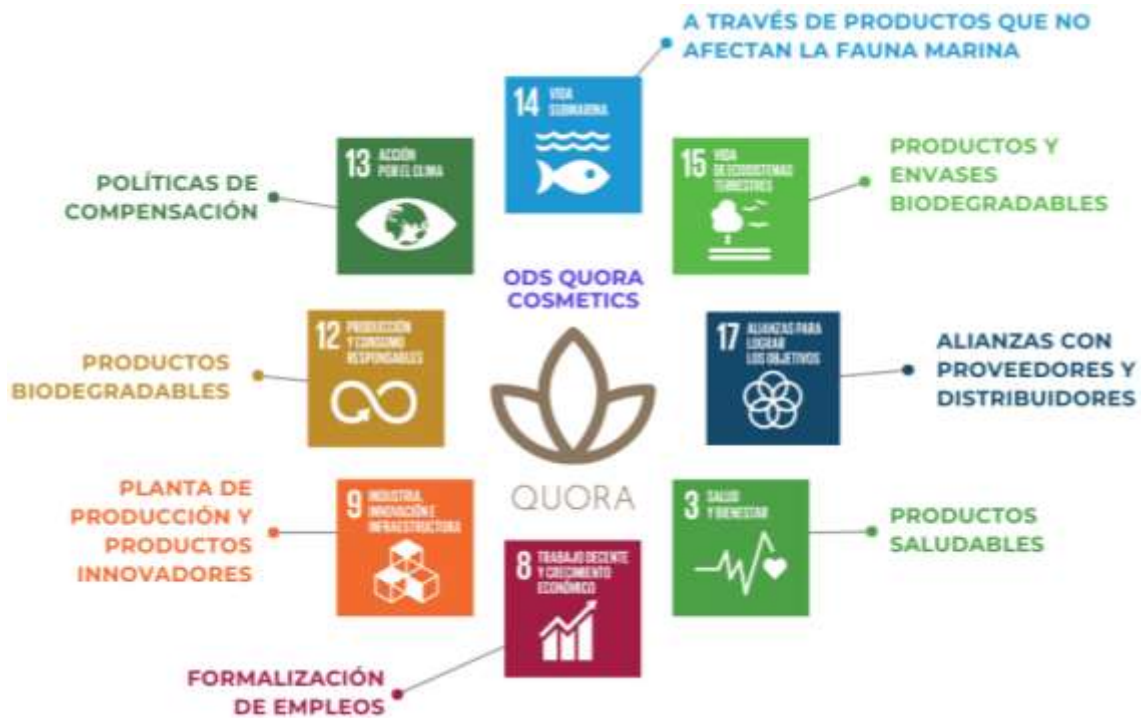 A TRAVÉS DE PRODUCTOS QUE NO
AFECTAN LA FAUNA MARINA
14 VIDA
SUBMARINA
13 ACCIÓN
POR EL CLIMA
POLÍTICAS DE
COMPENSACIÓN
15 VIDA
DE ECOSISTEMAS
TERRESTRES
PRODUCTOS Y
ENVASES
BIODEGRADABLES
ODS QUORA
COSMETICS
12 PRODUCCIÓN
Y CONSUMO
RESPONSABLES
PRODUCTOS
BIODEGRADABLES
17 ALIANZAS PARA
LOGRAR
LOS OBJETIVOS
ALIANZAS CON
PROVEEDORES Y
DISTRIBUIDORES
QUORA
9 INDUSTRIA,
INNOVACIÓN E
INFRAESTRUCTURA
PLANTA DE
PRODUCCIÓN Y
PRODUCTOS
INNOVADORES
3 SALUD
Y BIENESTAR
PRODUCTOS
SALUDABLES
8 TRABAJO DECENTE
Y CRECIMIENTO
ECONÓMICO
FORMALIZACIÓN
DE EMPLEOS